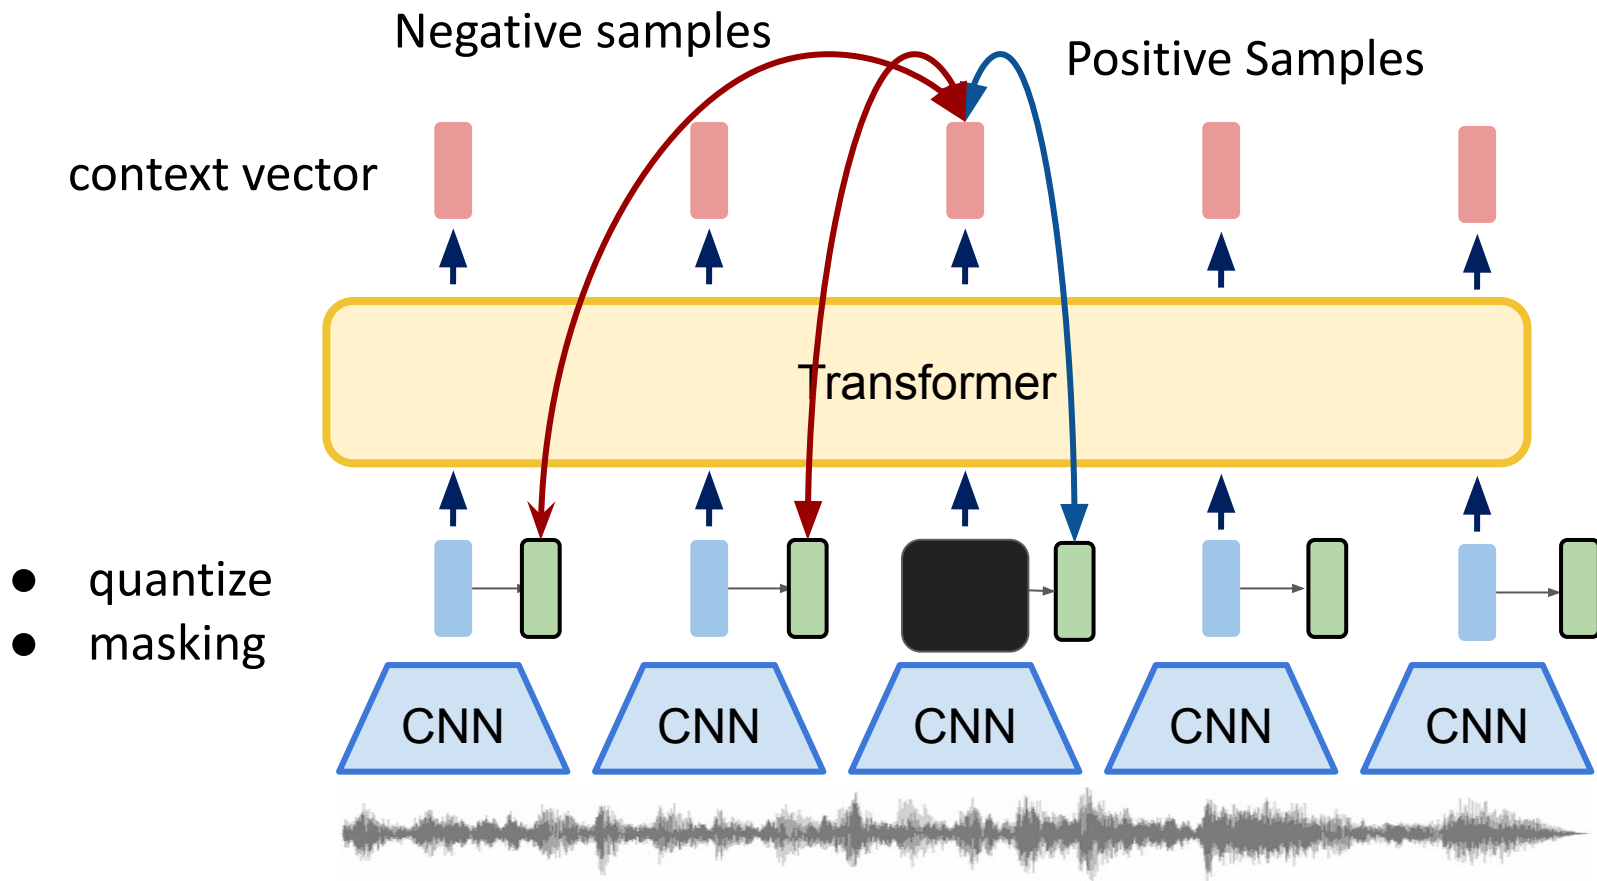 Negative samples
Positive Samples
context vector
Transformer
● quantize
● masking
CNN
CNN
CNN
CNN
CNN